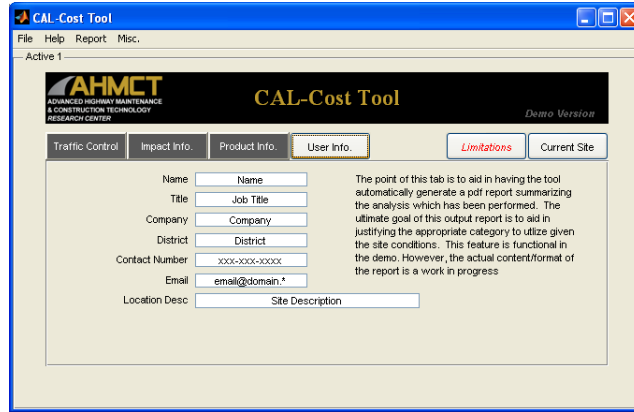 CAL-Cost Tool
File Help Report Misc.
Active 1
AHMCT
ADVANCED HIGHWAY MAINTENANCE
& CONSTRUCTION TECHNOLOGY
RESEARCH CENTER
CAL-Cost Tool
Demo Version
Traffic Control Impact Info. Product Info. User Info. Limitations Current Site
Name Name
Title Job Title
Company Company
District District
Contact Number xxx-xxx-xxxx
Email email@domain.*
Location Desc Site Description
The point of this tab is to aid in having the tool
automatically generate a pdf report summarizing
the analysis which has been performed. The
ultimate goal of this output report is to aid in
justifying the appropriate category to utlize given
the site conditions. This feature is functional in
the demo. However, the actual content/format of
the report is a work in progress